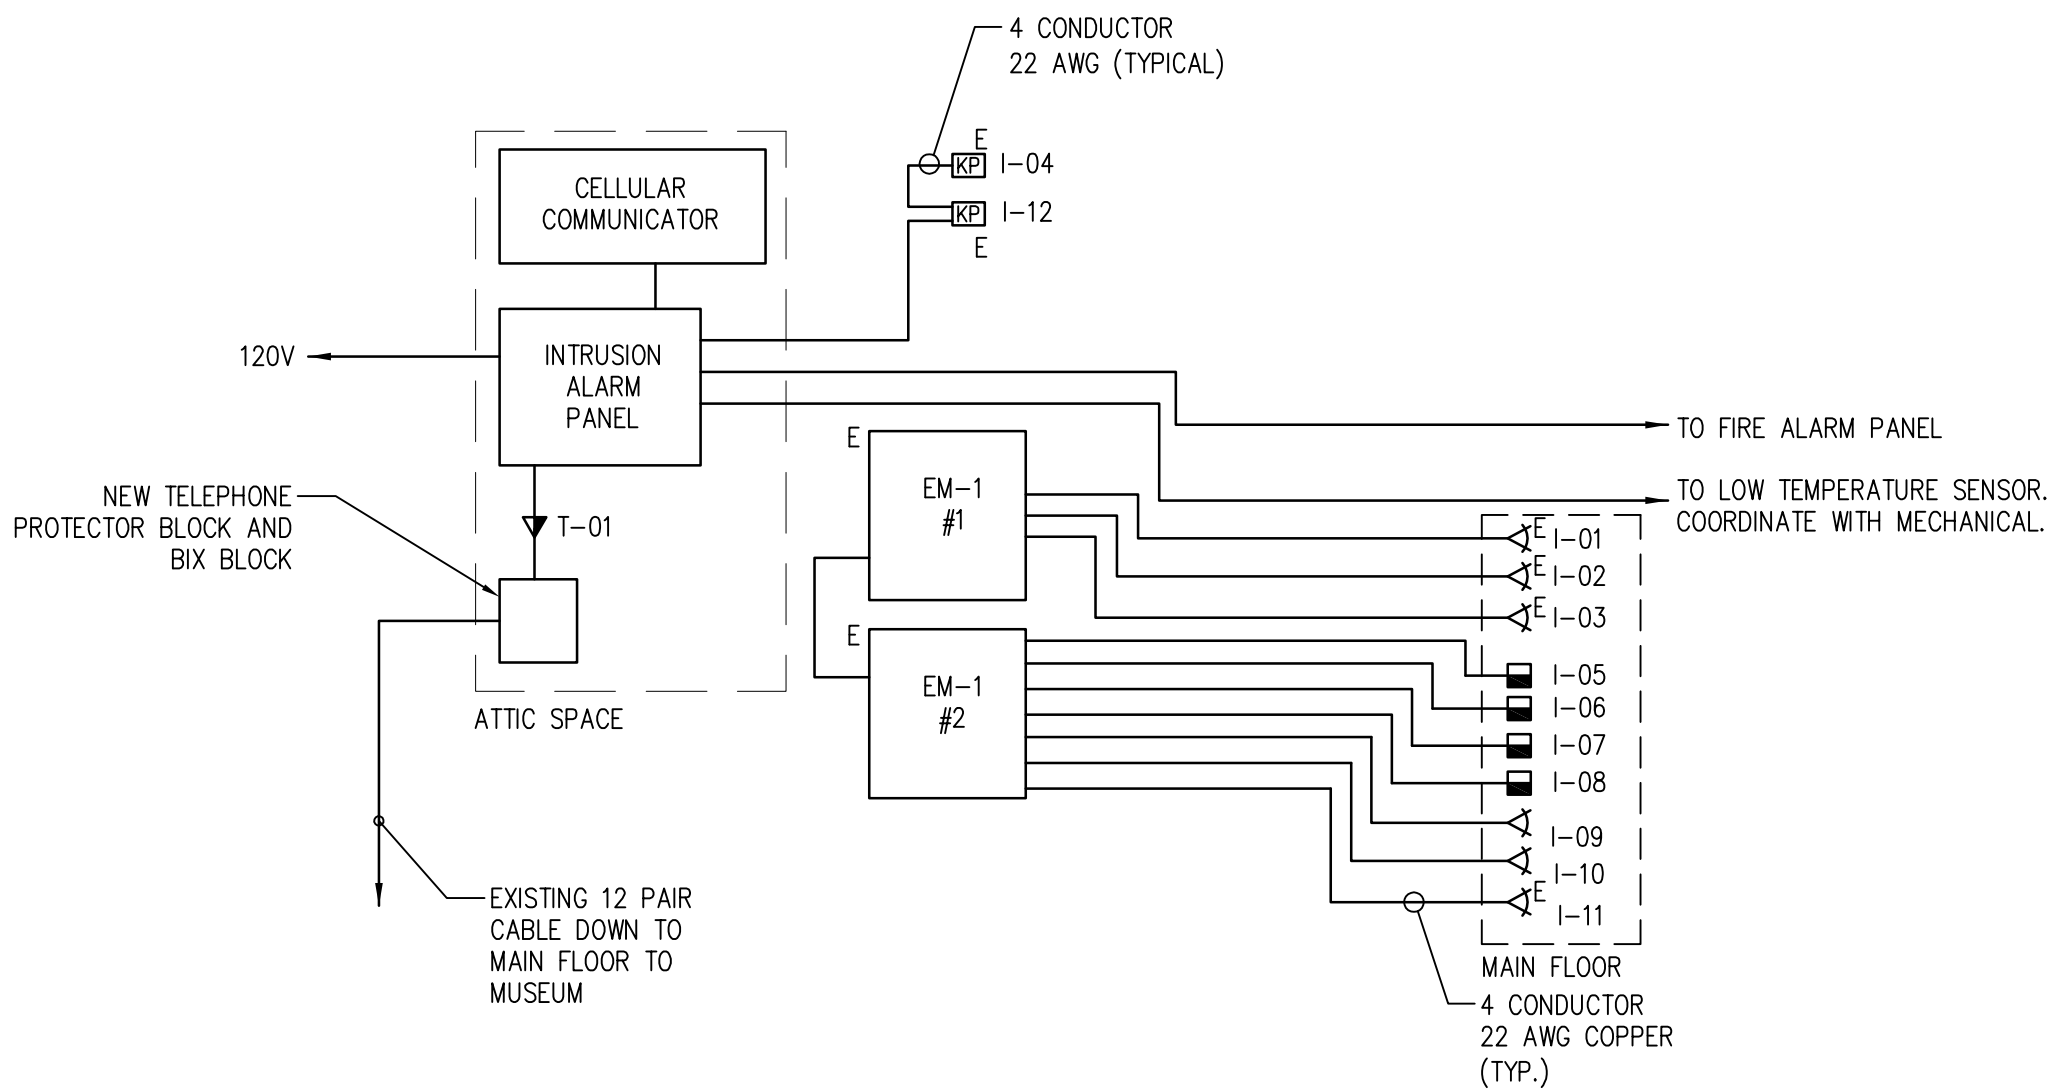 4 CONDUCTOR
22 AWG (TYPICAL)
E
KP I-04
KP I-12
E
CELLULAR
COMMUNICATOR
120V
INTRUSION
ALARM
PANEL
TO FIRE ALARM PANEL
TO LOW TEMPERATURE SENSOR.
COORDINATE WITH MECHANICAL.
NEW TELEPHONE
PROTECTOR BLOCK AND
BIX BLOCK
T-01
ATTIC SPACE
E
EM-1
#1
E
EM-1
#2
E I-01
E I-02
E I-03
I-05
I-06
I-07
I-08
I-09
I-10
E I-11
MAIN FLOOR
4 CONDUCTOR
22 AWG COPPER
(TYP.)
EXISTING 12 PAIR
CABLE DOWN TO
MAIN FLOOR TO
MUSEUM